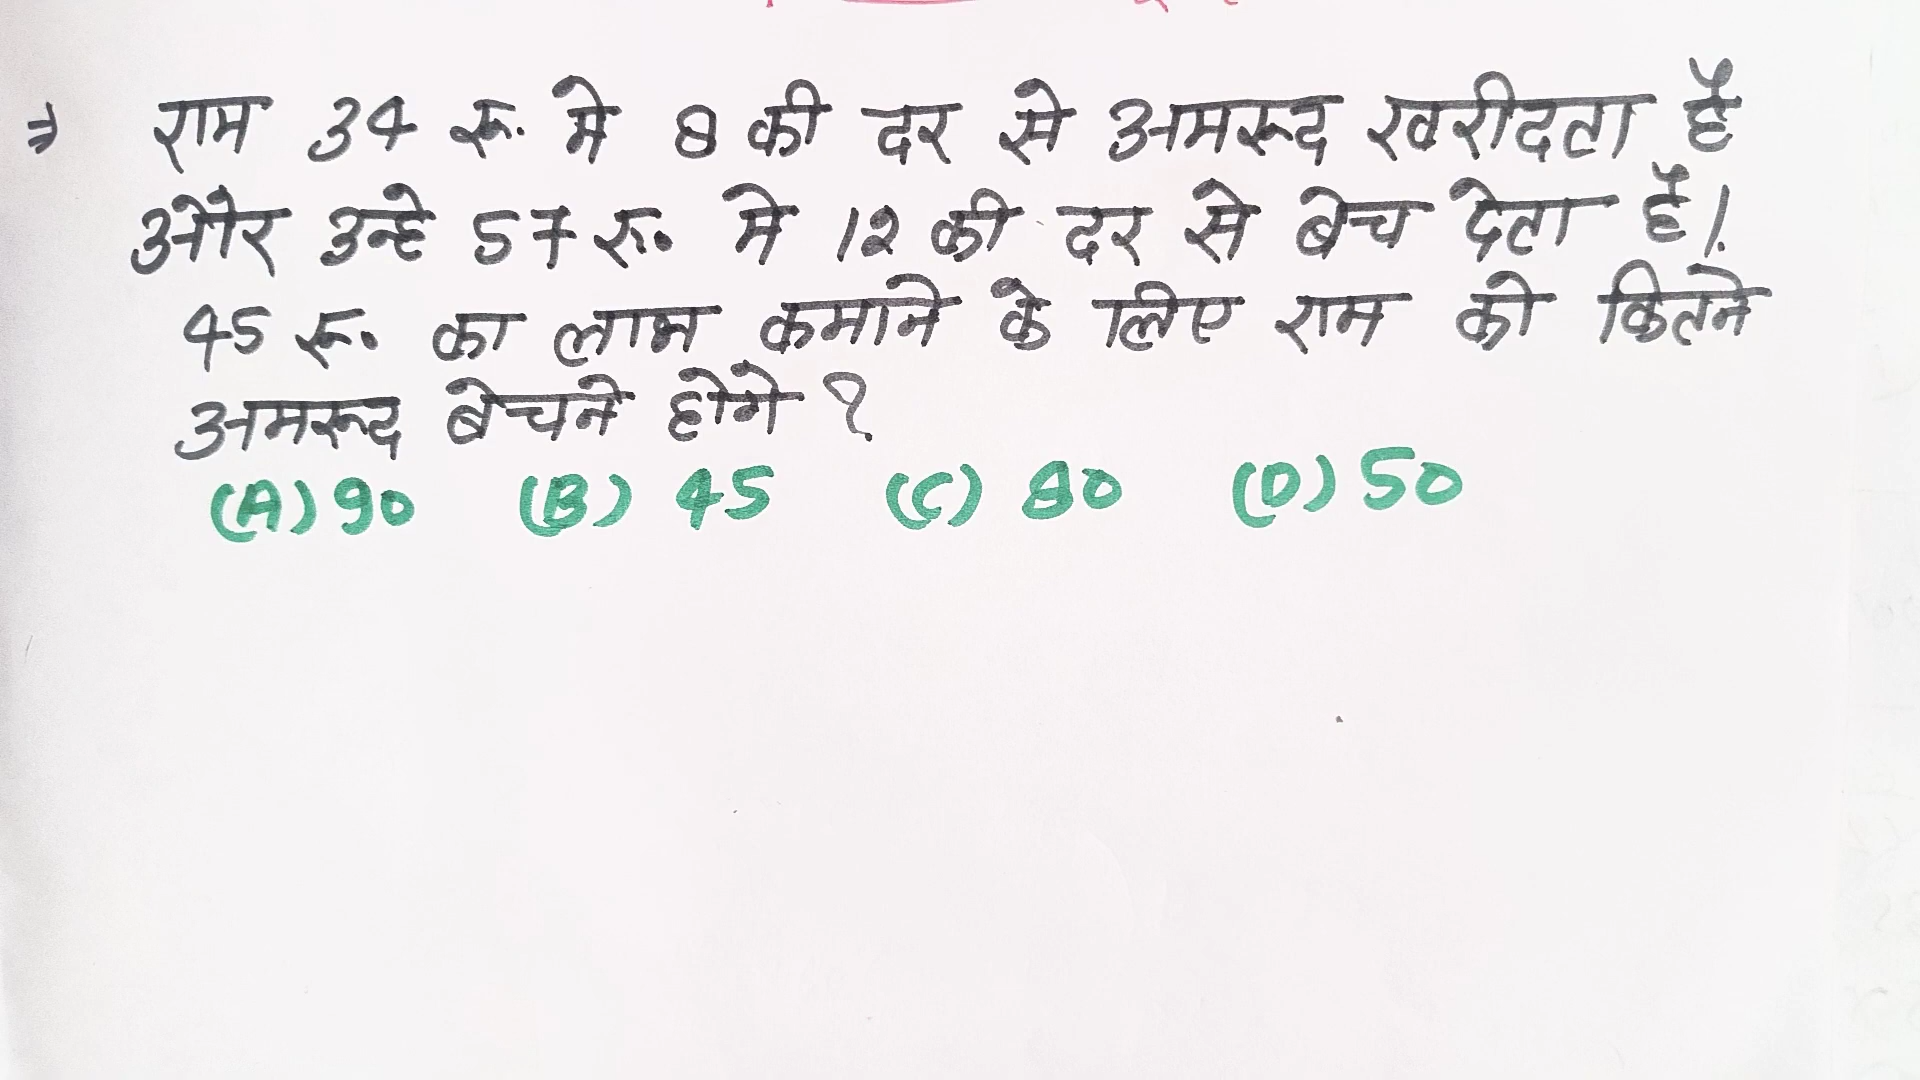 ⇒ राम 34 रू. मे 8 की दर से अमरूद खरीदता है
और उन्हे 57 रु. मे 12 की दर से बेच देता है।
45 रू. का लाभ कमाने के लिए राम को कितने
अमरूद बेचने होगे ?
(A) 90 (B) 45 (C) 80 (D) 50